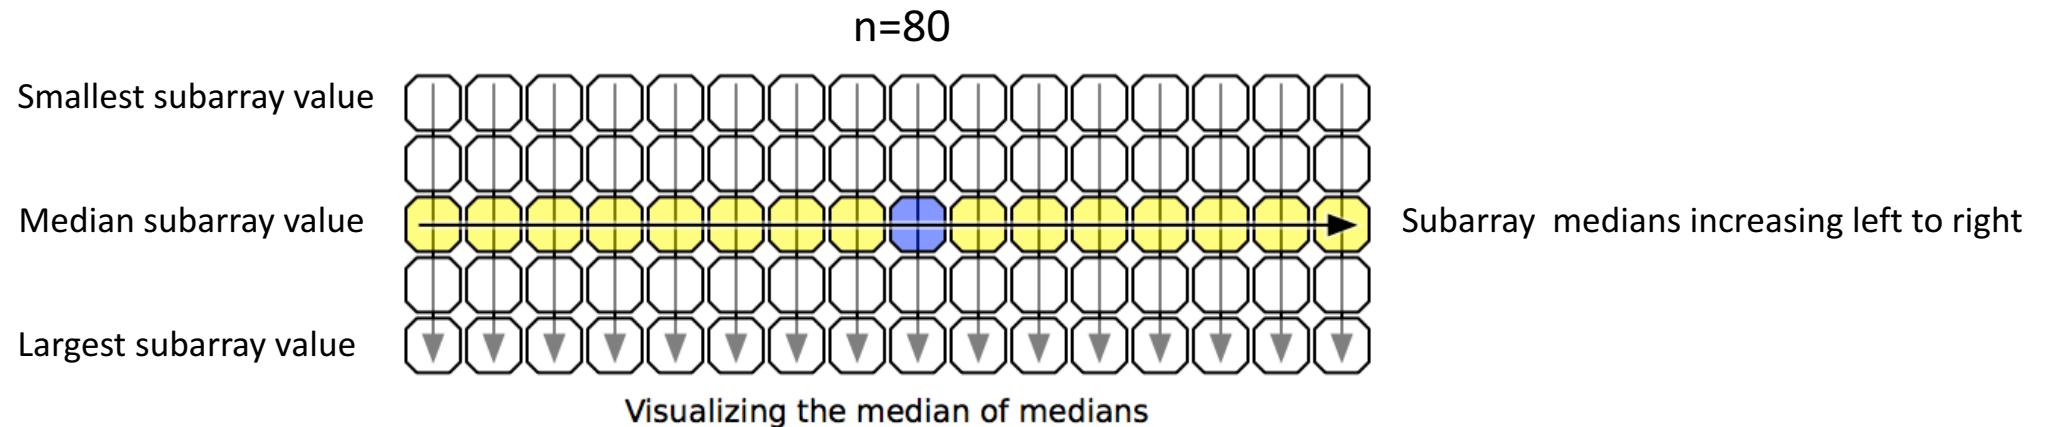 n=80
Smallest subarray value
Median subarray value
Subarray  medians increasing left to right
Largest subarray value
Visualizing the median of medians